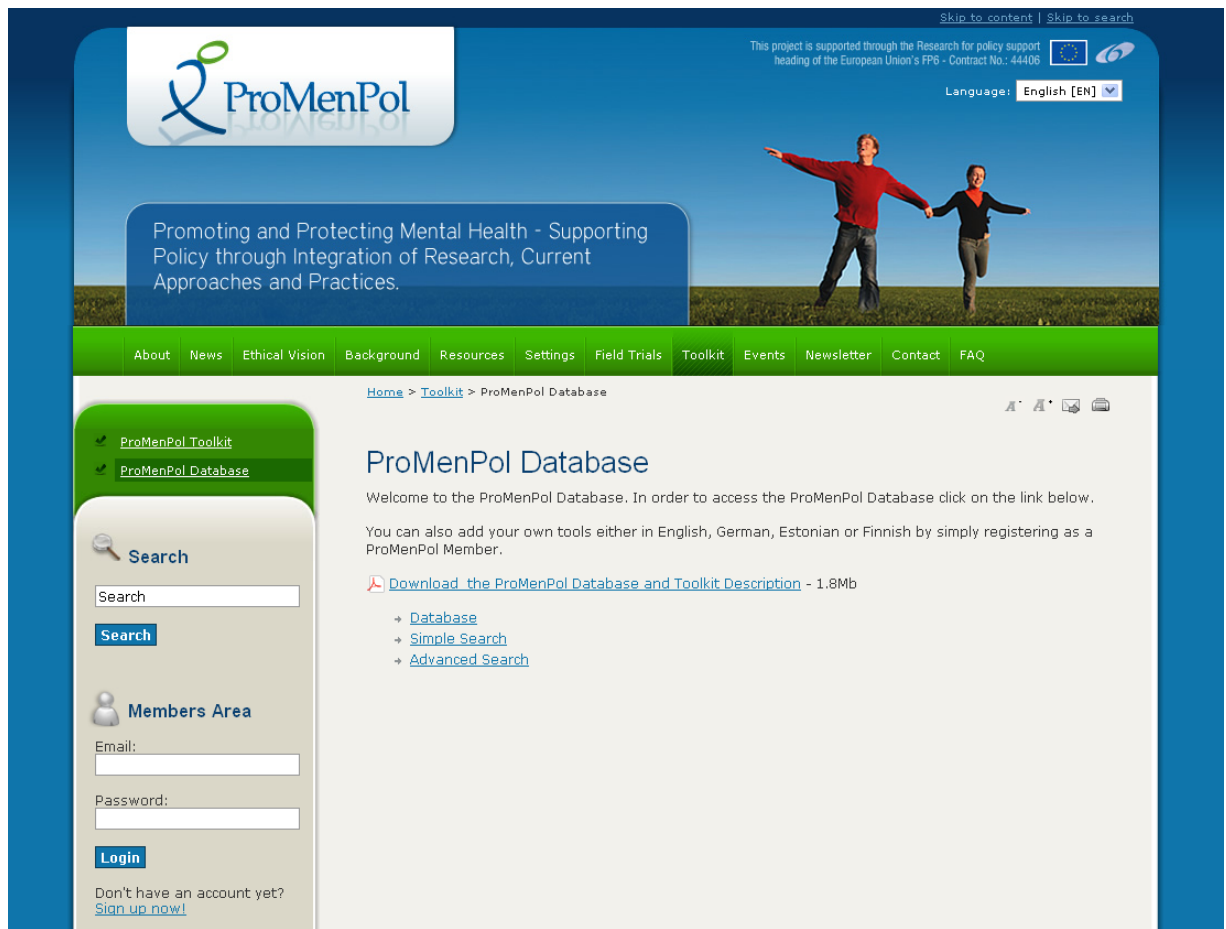 Skip to content | Skip to search
This project is supported through the Research for policy support
heading of the European Union's FP6 - Contract No.: 44406
ProMenPol
Language: English [EN]
Promoting and Protecting Mental Health - Supporting
Policy through Integration of Research, Current
Approaches and Practices.
About News Ethical Vision Background Resources Settings Field Trials Toolkit Events Newsletter Contact FAQ
Home > Toolkit > ProMenPol Database
A- A+
ProMenPol Toolkit
ProMenPol Database
ProMenPol Database
Welcome to the ProMenPol Database. In order to access the ProMenPol Database click on the link below.
You can also add your own tools either in English, German, Estonian or Finnish by simply registering as a
ProMenPol Member.
Download the ProMenPol Database and Toolkit Description - 1.8Mb
Database
Simple Search
Advanced Search
Search
Search
Search
Members Area
Email:
Password:
Login
Don't have an account yet?
Sign up now!